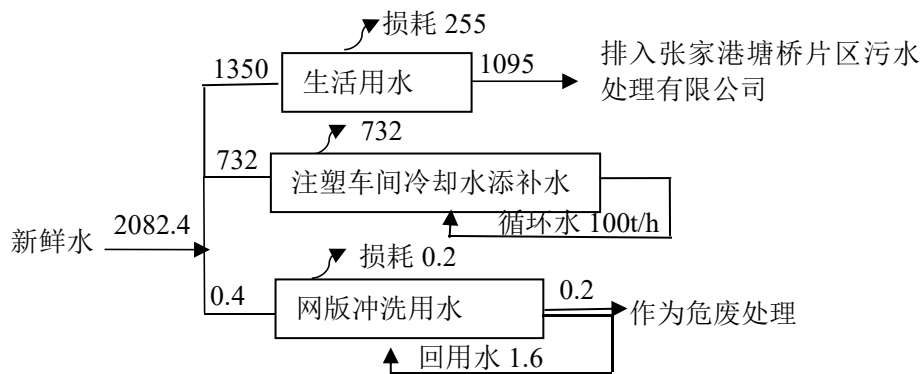 损耗 255
1350
生活用水
1095
排入张家港塘桥片区污水
处理有限公司
732
732
注塑车间冷却水添补水
循环水 100t/h
新鲜水
2082.4
损耗 0.2
0.4
网版冲洗用水
0.2
作为危废处理
回用水 1.6